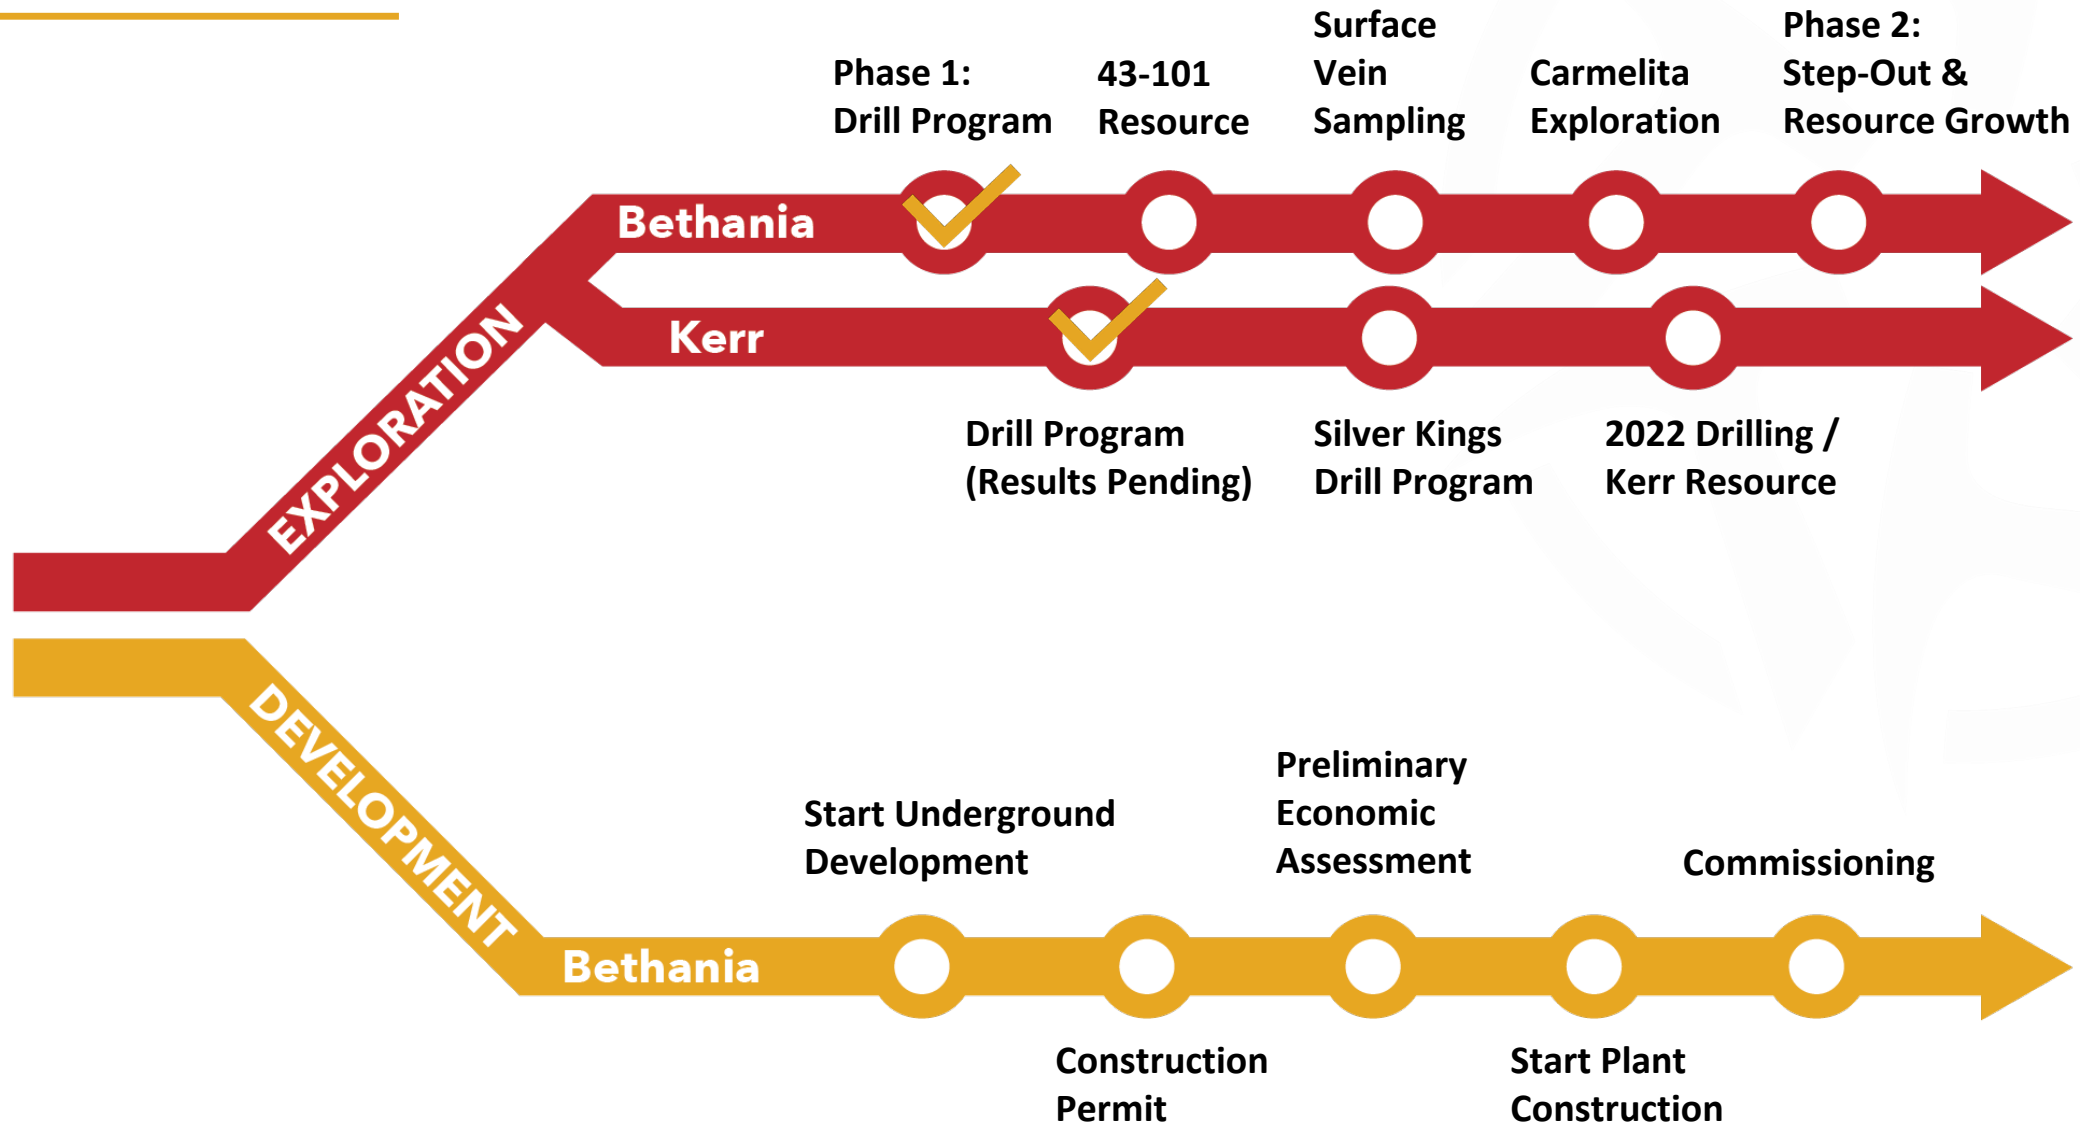 Phase 1:
Drill Program
43-101
Resource
Surface
Vein
Sampling
Carmelita
Exploration
Phase 2:
Step-Out &
Resource Growth
Bethania
Kerr
EXPLORATION
Drill Program
(Results Pending)
Silver Kings
Drill Program
2022 Drilling /
Kerr Resource
DEVELOPMENT
Start Underground
Development
Preliminary
Economic
Assessment
Commissioning
Bethania
Construction
Permit
Start Plant
Construction